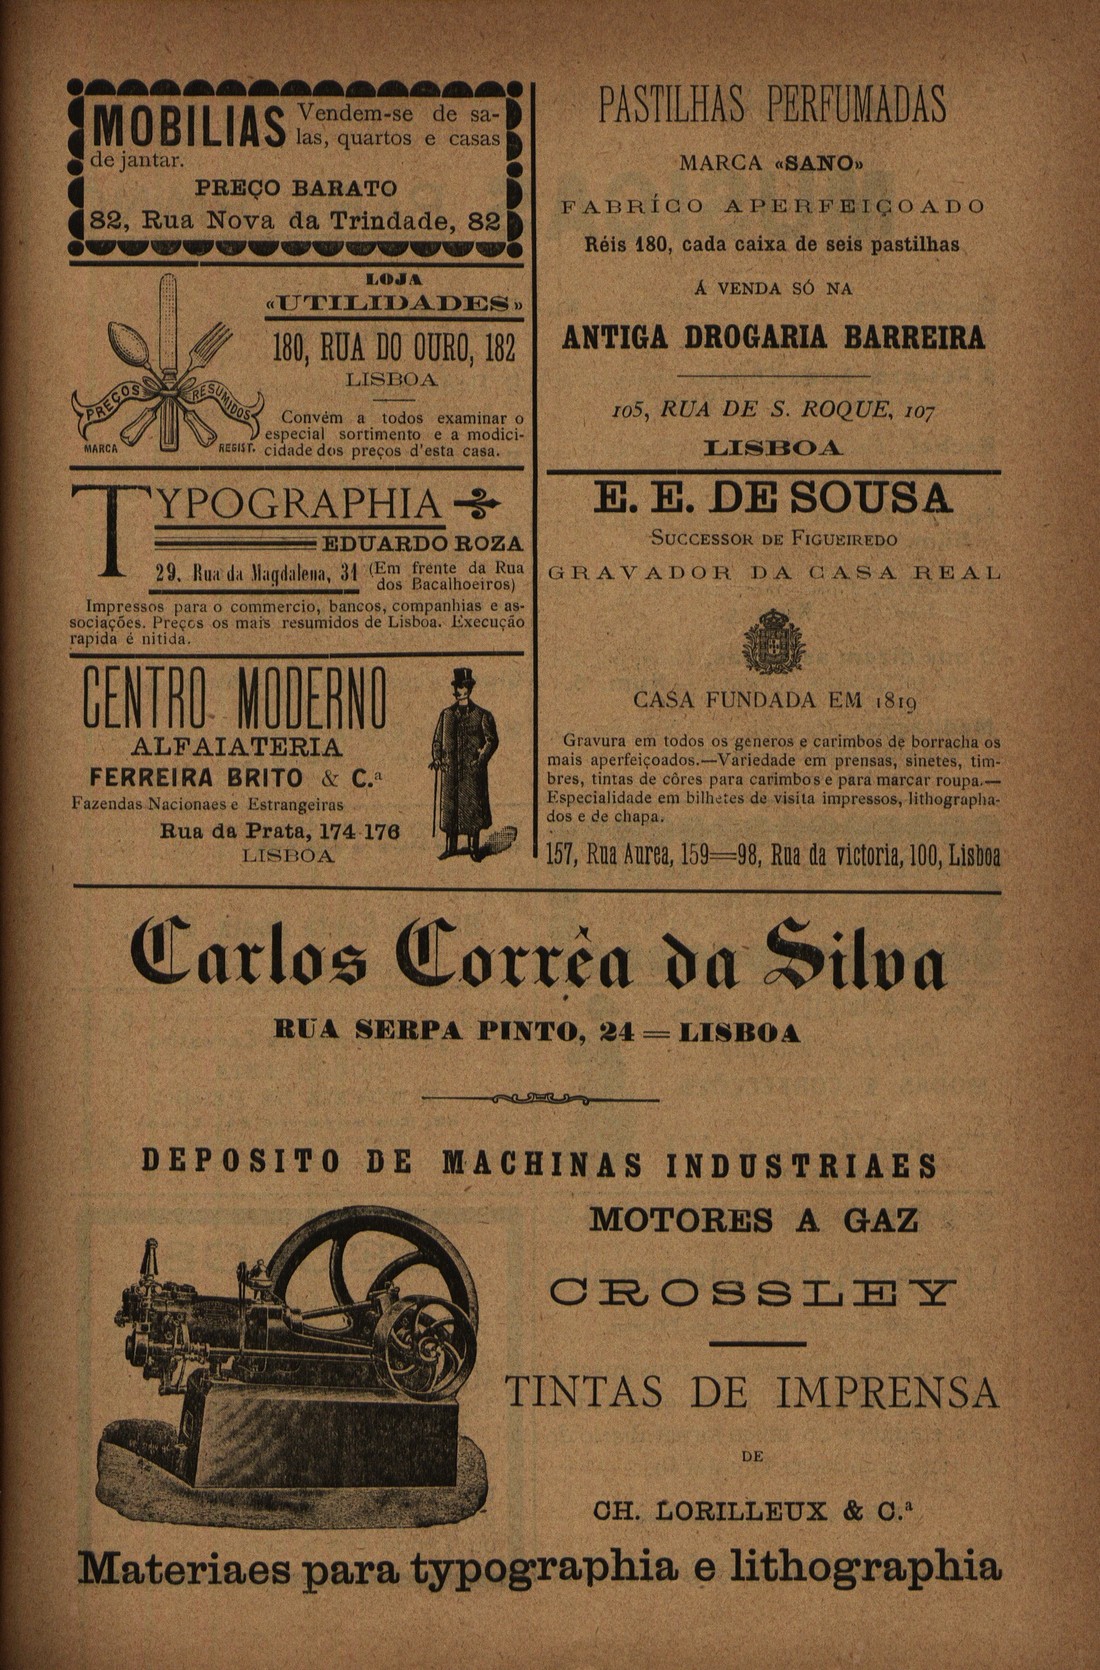 MOBILIAS Vendem-se de sa-
las, quartos e casas
de jantar.
PREÇO BARATO
82, Rua Nova da Trindade, 82
LOJA
«UTILIDADES»
180, RUA DO OURO, 182
LISBOA
PREÇOS RESUMIDOS
MARCA REGIST.
Convém a todos examinar o
especial sortimento e a modici-
cidade dos preços d'esta casa.
TYPOGRAPHIA
EDUARDO ROZA
29, Rua da Magdalena, 31 (Em frente da Rua
dos Bacalhoeiros)
Impressos para o commercio, bancos, companhias e as-
sociações. Preços os mais resumidos de Lisboa. Execução
rapida é nitida.
CENTRO MODERNO
ALFAIATERIA
FERREIRA BRITO & C.ª
Fazendas Nacionaes e Estrangeiras
Rua da Prata, 174 176
LISBOA
PASTILHAS PERFUMADAS
MARCA «SANO»
FABRÍCO APERFEIÇOADO
Réis 180, cada caixa de seis pastilhas
Á VENDA SÓ NA
ANTIGA DROGARIA BARREIRA
105, RUA DE S. ROQUE, 107
LISBOA
E. E. DE SOUSA
SUCCESSOR DE FIGUEIREDO
GRAVADOR DA CASA REAL
CASA FUNDADA EM 1819
Gravura em todos os generos e carimbos de borracha os
mais aperfeiçoados.—Variedade em prensas, sinetes, tim-
bres, tintas de côres para carimbos e para marcar roupa.—
Especialidade em bilhetes de visita impressos, lithographa-
dos e de chapa.
157, Rua Aurea, 159=98, Rua da victoria, 100, Lisboa
Carlos Corrêa da Silva
RUA SERPA PINTO, 24 = LISBOA
DEPOSITO DE MACHINAS INDUSTRIAES
MOTORES A GAZ
CROSSLEY
TINTAS DE IMPRENSA
DE
CH. LORILLEUX & C.ª
Materiaes para typographia e lithographia